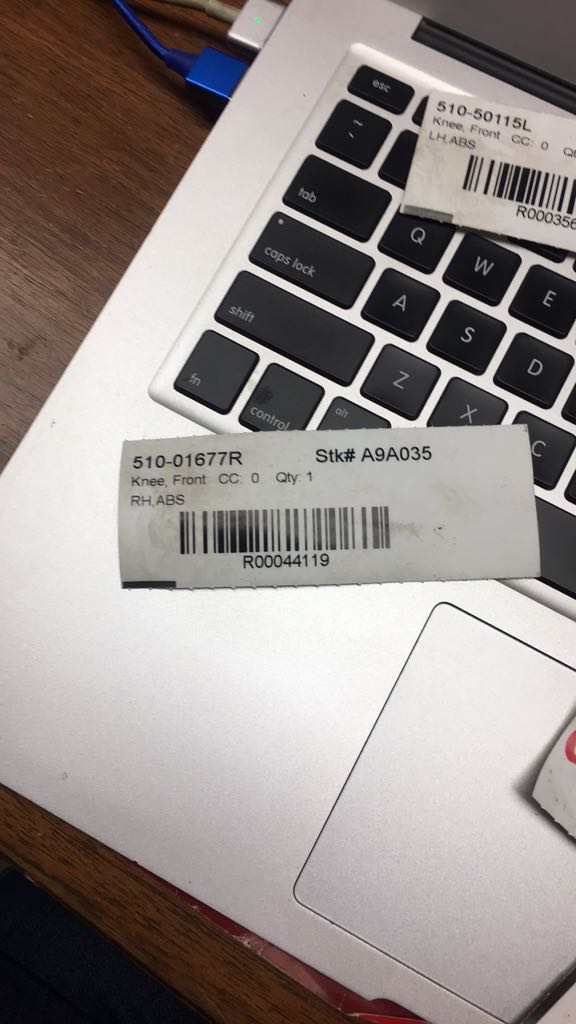 esc
~
`
tab
caps lock
shift
fn
control
alt
Q
W
E
A
S
D
Z
X
C
510-50115L
Knee, Front CC: 0
LH,ABS
510-01677R Stk# A9A035
Knee, Front CC: 0 Qty: 1
RH,ABS
R00044119